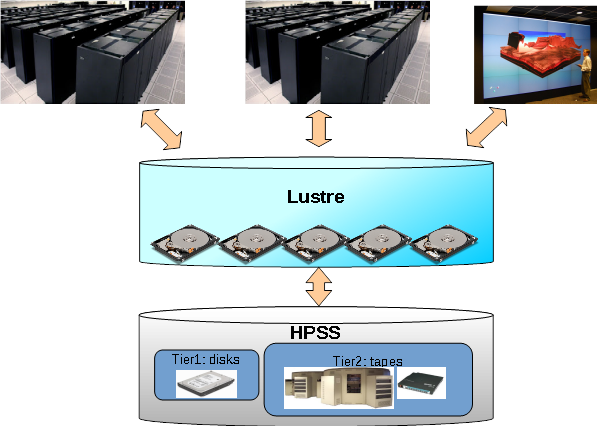 Lustre
HPSS
Tier1: disks
Tier2: tapes